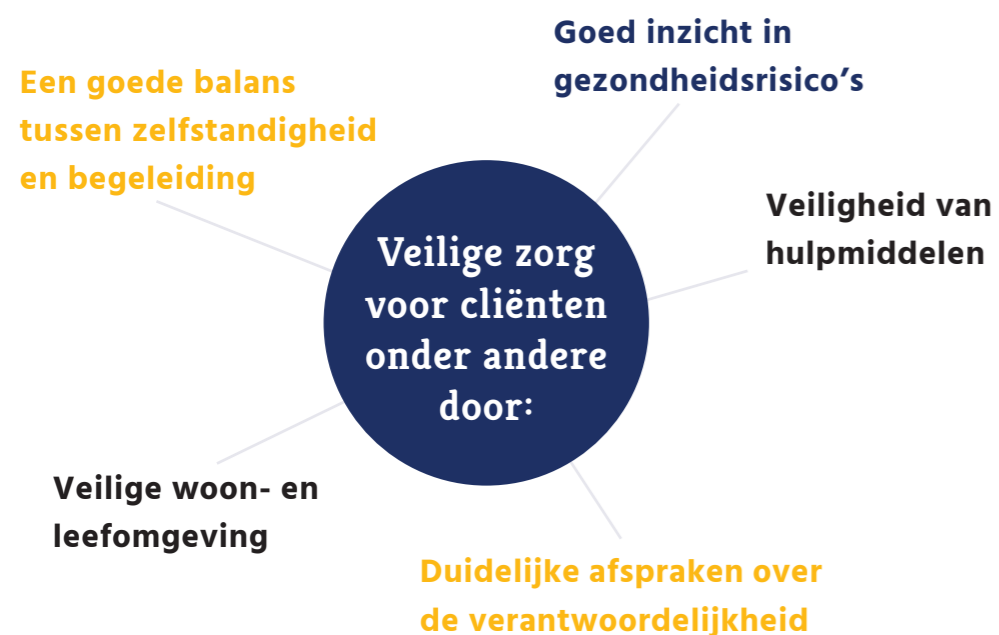 Goed inzicht in
gezondheidsrisico’s
Een goede balans
tussen zelfstandigheid
en begeleiding
Veiligheid van
hulpmiddelen
Veilige zorg
voor cliënten
onder andere
door:
Veilige woon- en
leefomgeving
Duidelijke afspraken over
de verantwoordelijkheid